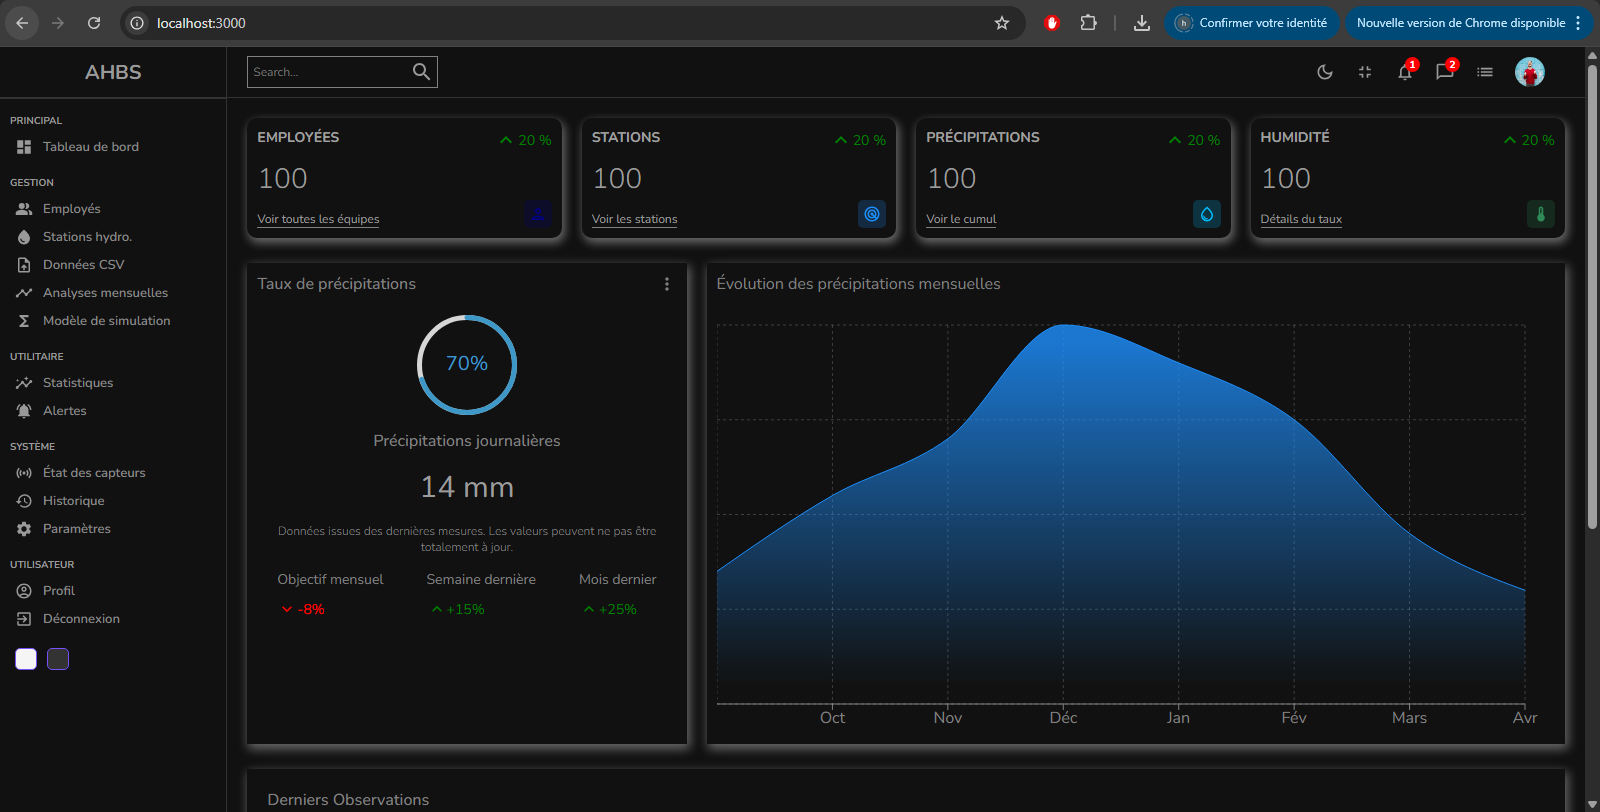 localhost:3000
Confirmer votre identité
Nouvelle version de Chrome disponible
AHBS
Search...
1
2
PRINCIPAL
Tableau de bord
GESTION
Employés
Stations hydro.
Données CSV
Analyses mensuelles
Modèle de simulation
UTILITAIRE
Statistiques
Alertes
SYSTÈME
État des capteurs
Historique
Paramètres
UTILISATEUR
Profil
Déconnexion
EMPLOYÉES
20 %
100
Voir toutes les équipes
STATIONS
20 %
100
Voir les stations
PRÉCIPITATIONS
20 %
100
Voir le cumul
HUMIDITÉ
20 %
100
Détails du taux
Taux de précipitations
70%
Précipitations journalières
14 mm
Données issues des dernières mesures. Les valeurs peuvent ne pas être
totalement à jour.
Objectif mensuel
Semaine dernière
Mois dernier
-8%
+15%
+25%
Évolution des précipitations mensuelles
Oct
Nov
Déc
Jan
Fév
Mars
Avr
Derniers Observations